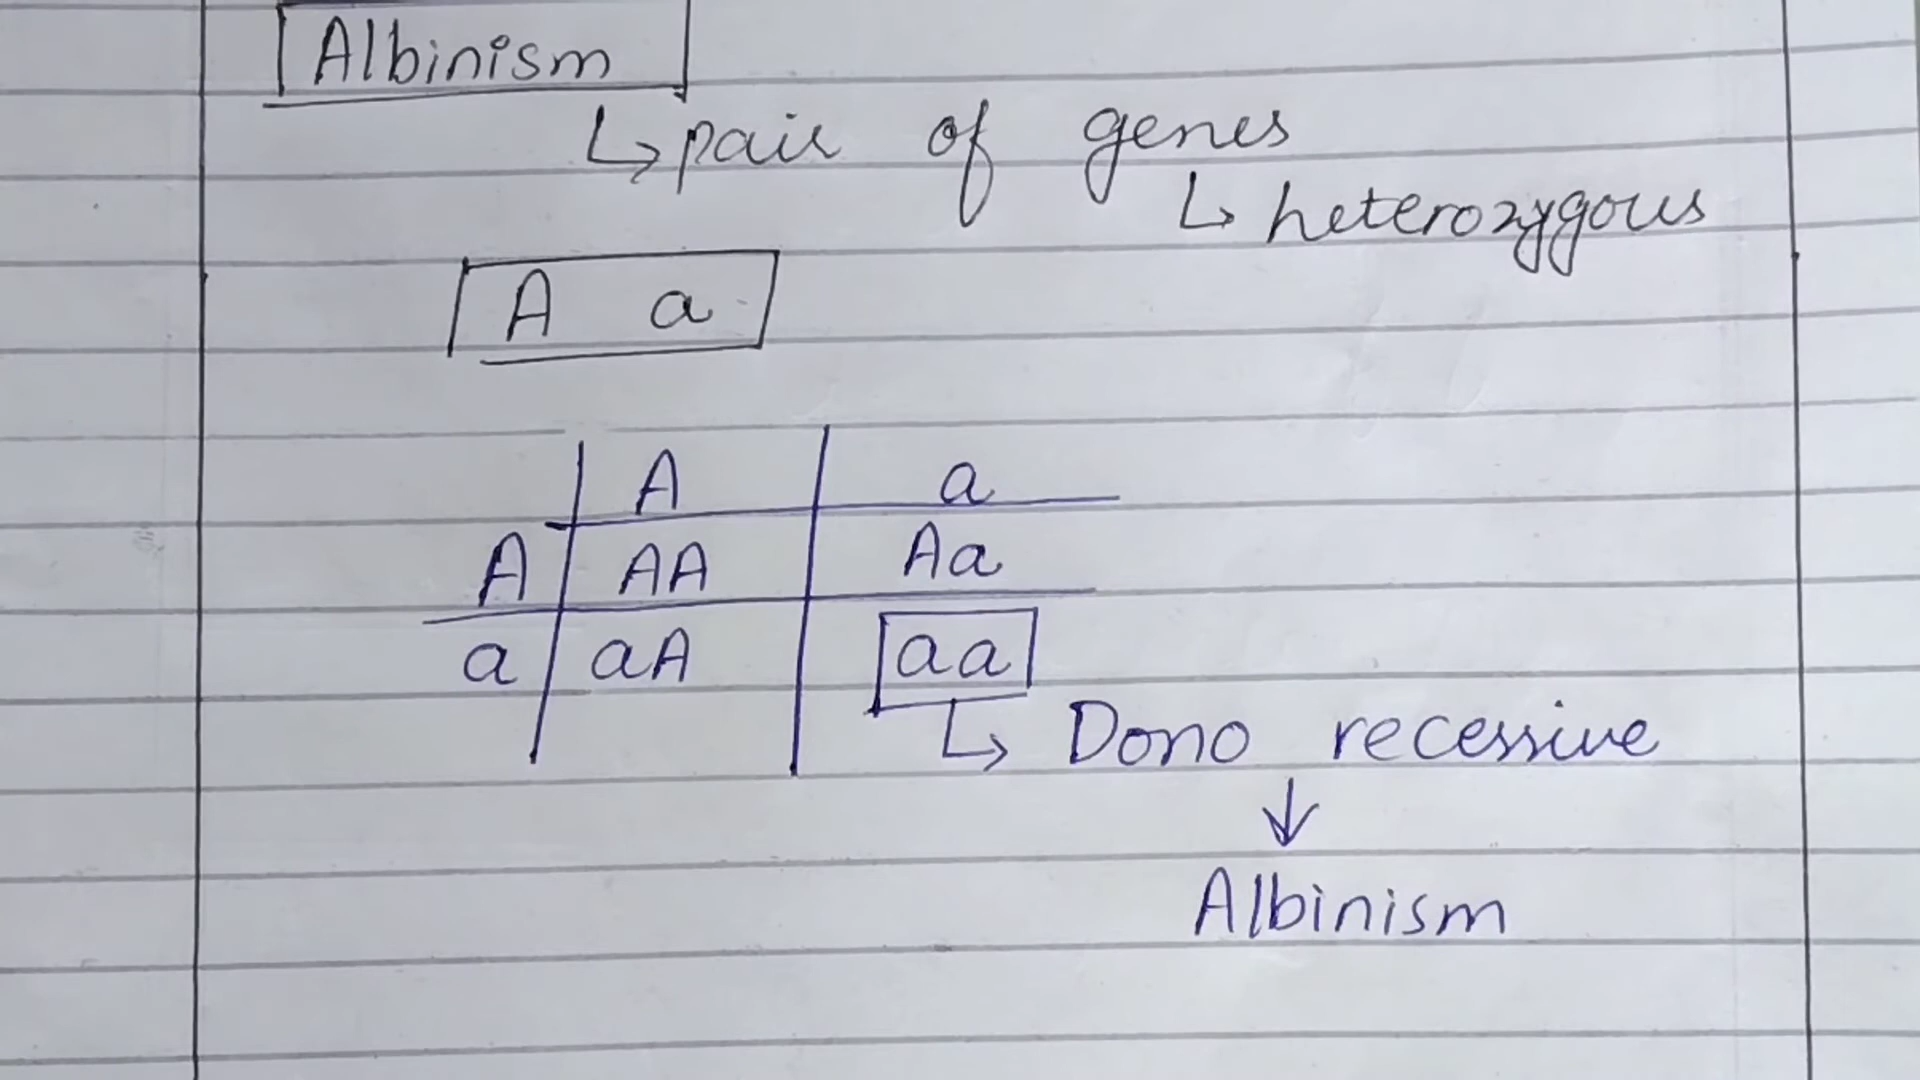 Albinism
↳ pair of genes
↳ heterozygous
A a
A a
A AA Aa
a aA aa
↳ Dono recessive
↓
Albinism